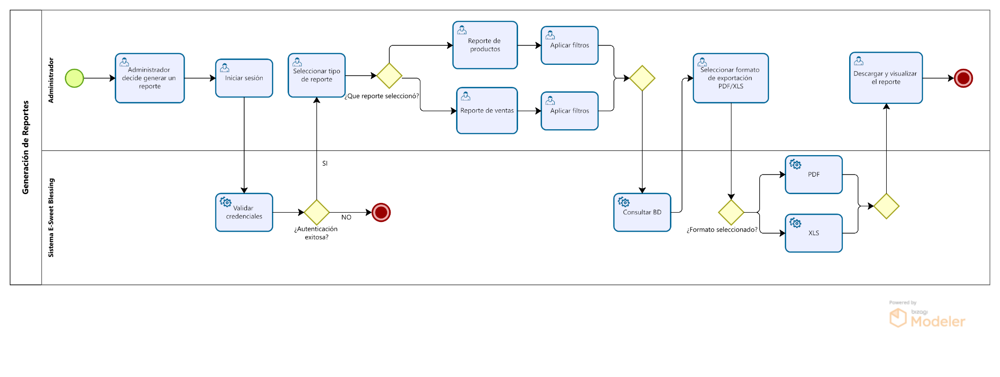 Generación de Reportes
Administrador
Administrador
decide generar un
reporte
Iniciar sesión
Seleccionar tipo
de reporte
¿Que reporte seleccionó?
Reporte de
productos
Aplicar filtros
Reporte de ventas
Aplicar filtros
Seleccionar formato
de exportación
PDF/XLS
Descargar y visualizar
el reporte
Sistema E-Sweet Blessing
Validar
credenciales
SI
NO
¿Autenticación
exitosa?
Consultar BD
¿Formato seleccionado?
PDF
XLS
Powered by
bizagi
Modeler